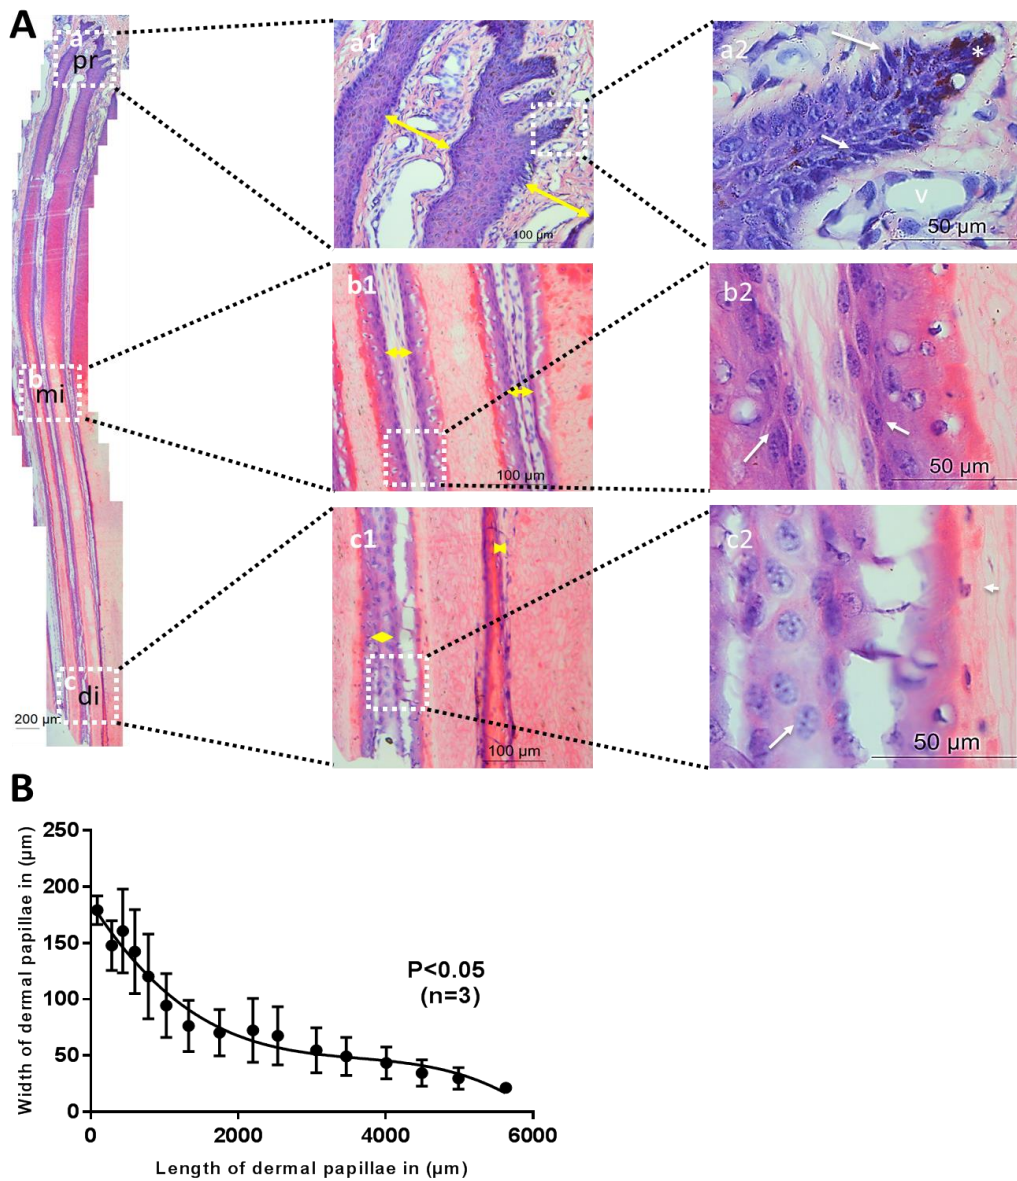 A
a
pr
a1
100 µm
a2
*
v
50 µm
b
mi
b1
100 µm
b2
50 µm
c
di
200 µm
c1
100 µm
c2
50 µm
B
Width of dermal papillae in (µm)
250
200
150
100
50
0
P<0.05
(n=3)
0 2000 4000 6000
Length of dermal papillae in (µm)